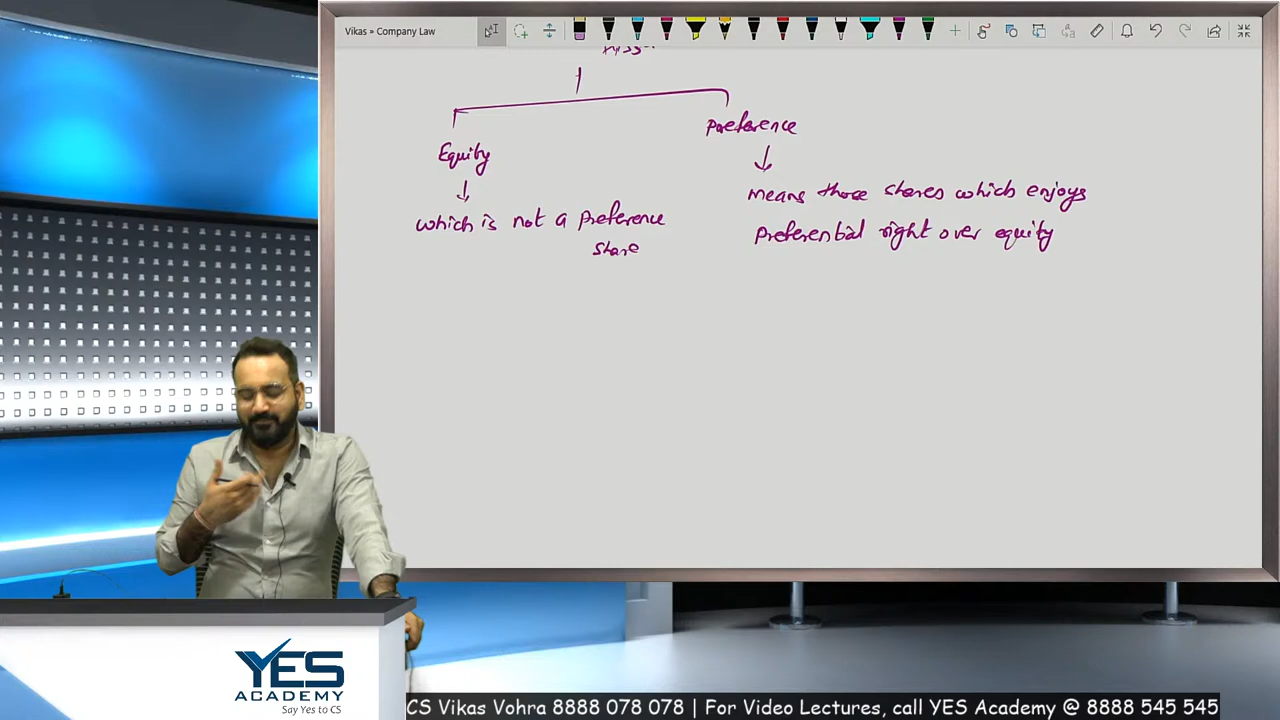 Vikas » Company Law
Preference
Equity
Means those shares which enjoys
which is not a preference
Preferential right over equity
share
YES
ACADEMY
Say Yes to CS
CS Vikas Vohra 8888 078 078 | For Video Lectures, call YES Academy @ 8888 545 545